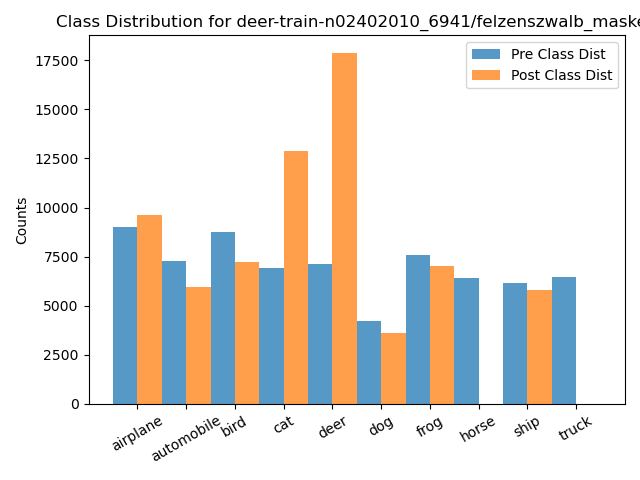 Class Distribution for deer-train-n02402010_6941/felzenszwalb_maske
Pre Class Dist
Post Class Dist
Counts
17500
15000
12500
10000
7500
5000
2500
0
airplane
automobile
bird
cat
deer
dog
frog
horse
ship
truck